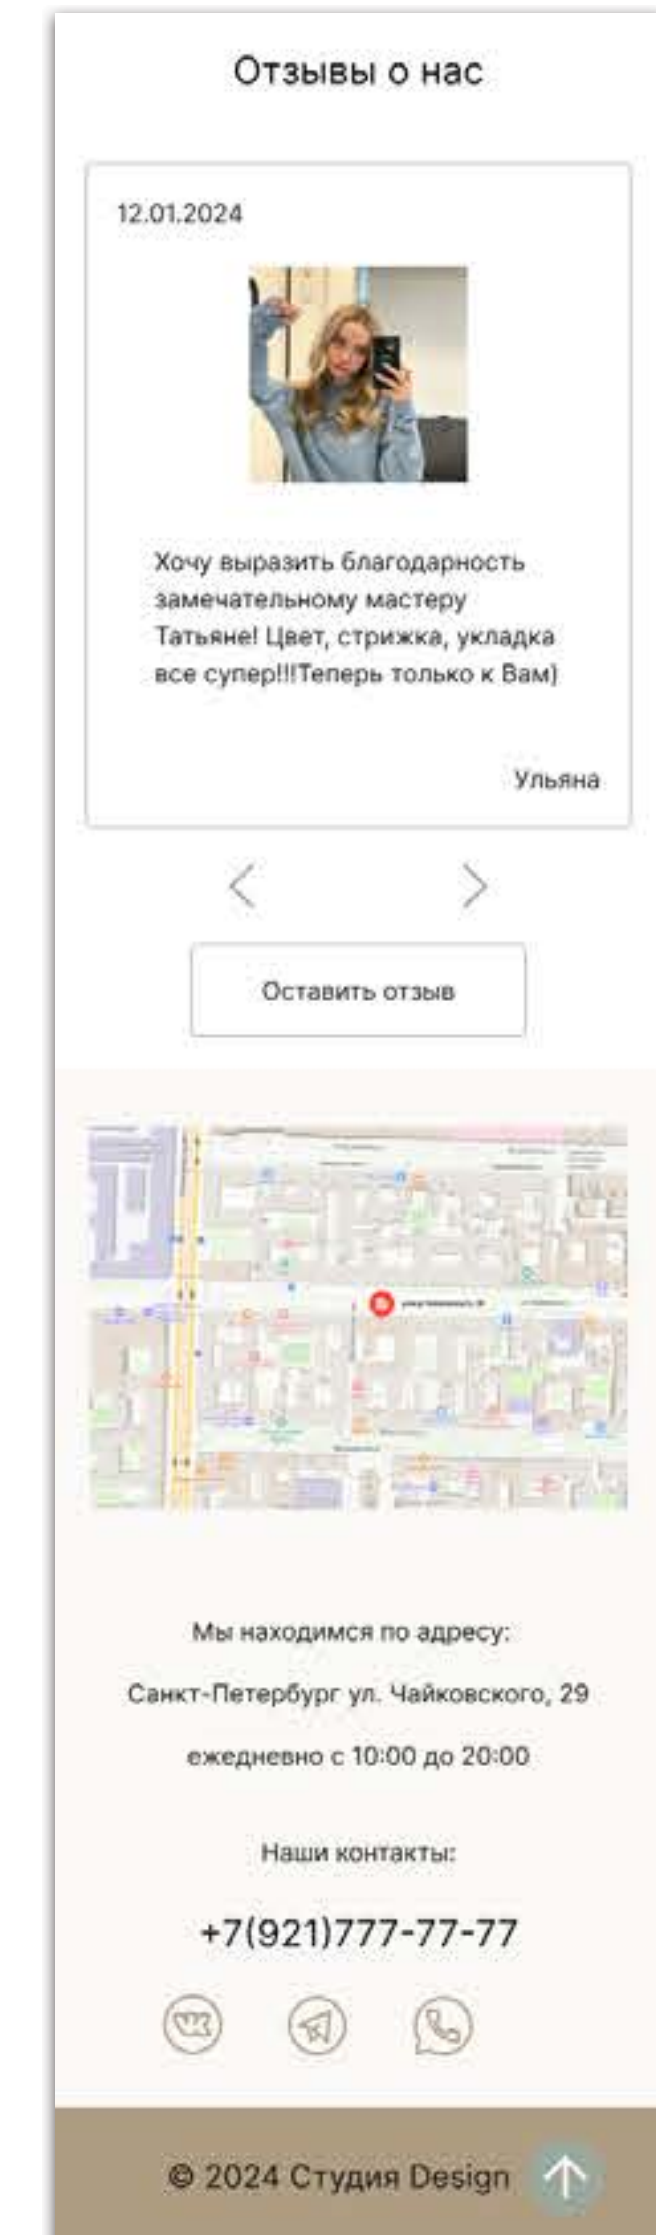 Отзывы о нас
12.01.2024
Хочу выразить благодарность
замечательному мастеру
Татьяне! Цвет, стрижка, укладка
все супер!!!Теперь только к Вам)
Ульяна
Оставить отзыв
Мы находимся по адресу:
Санкт-Петербург ул. Чайковского, 29
ежедневно с 10:00 до 20:00
Наши контакты:
+7(921)777-77-77
© 2024 Студия Design